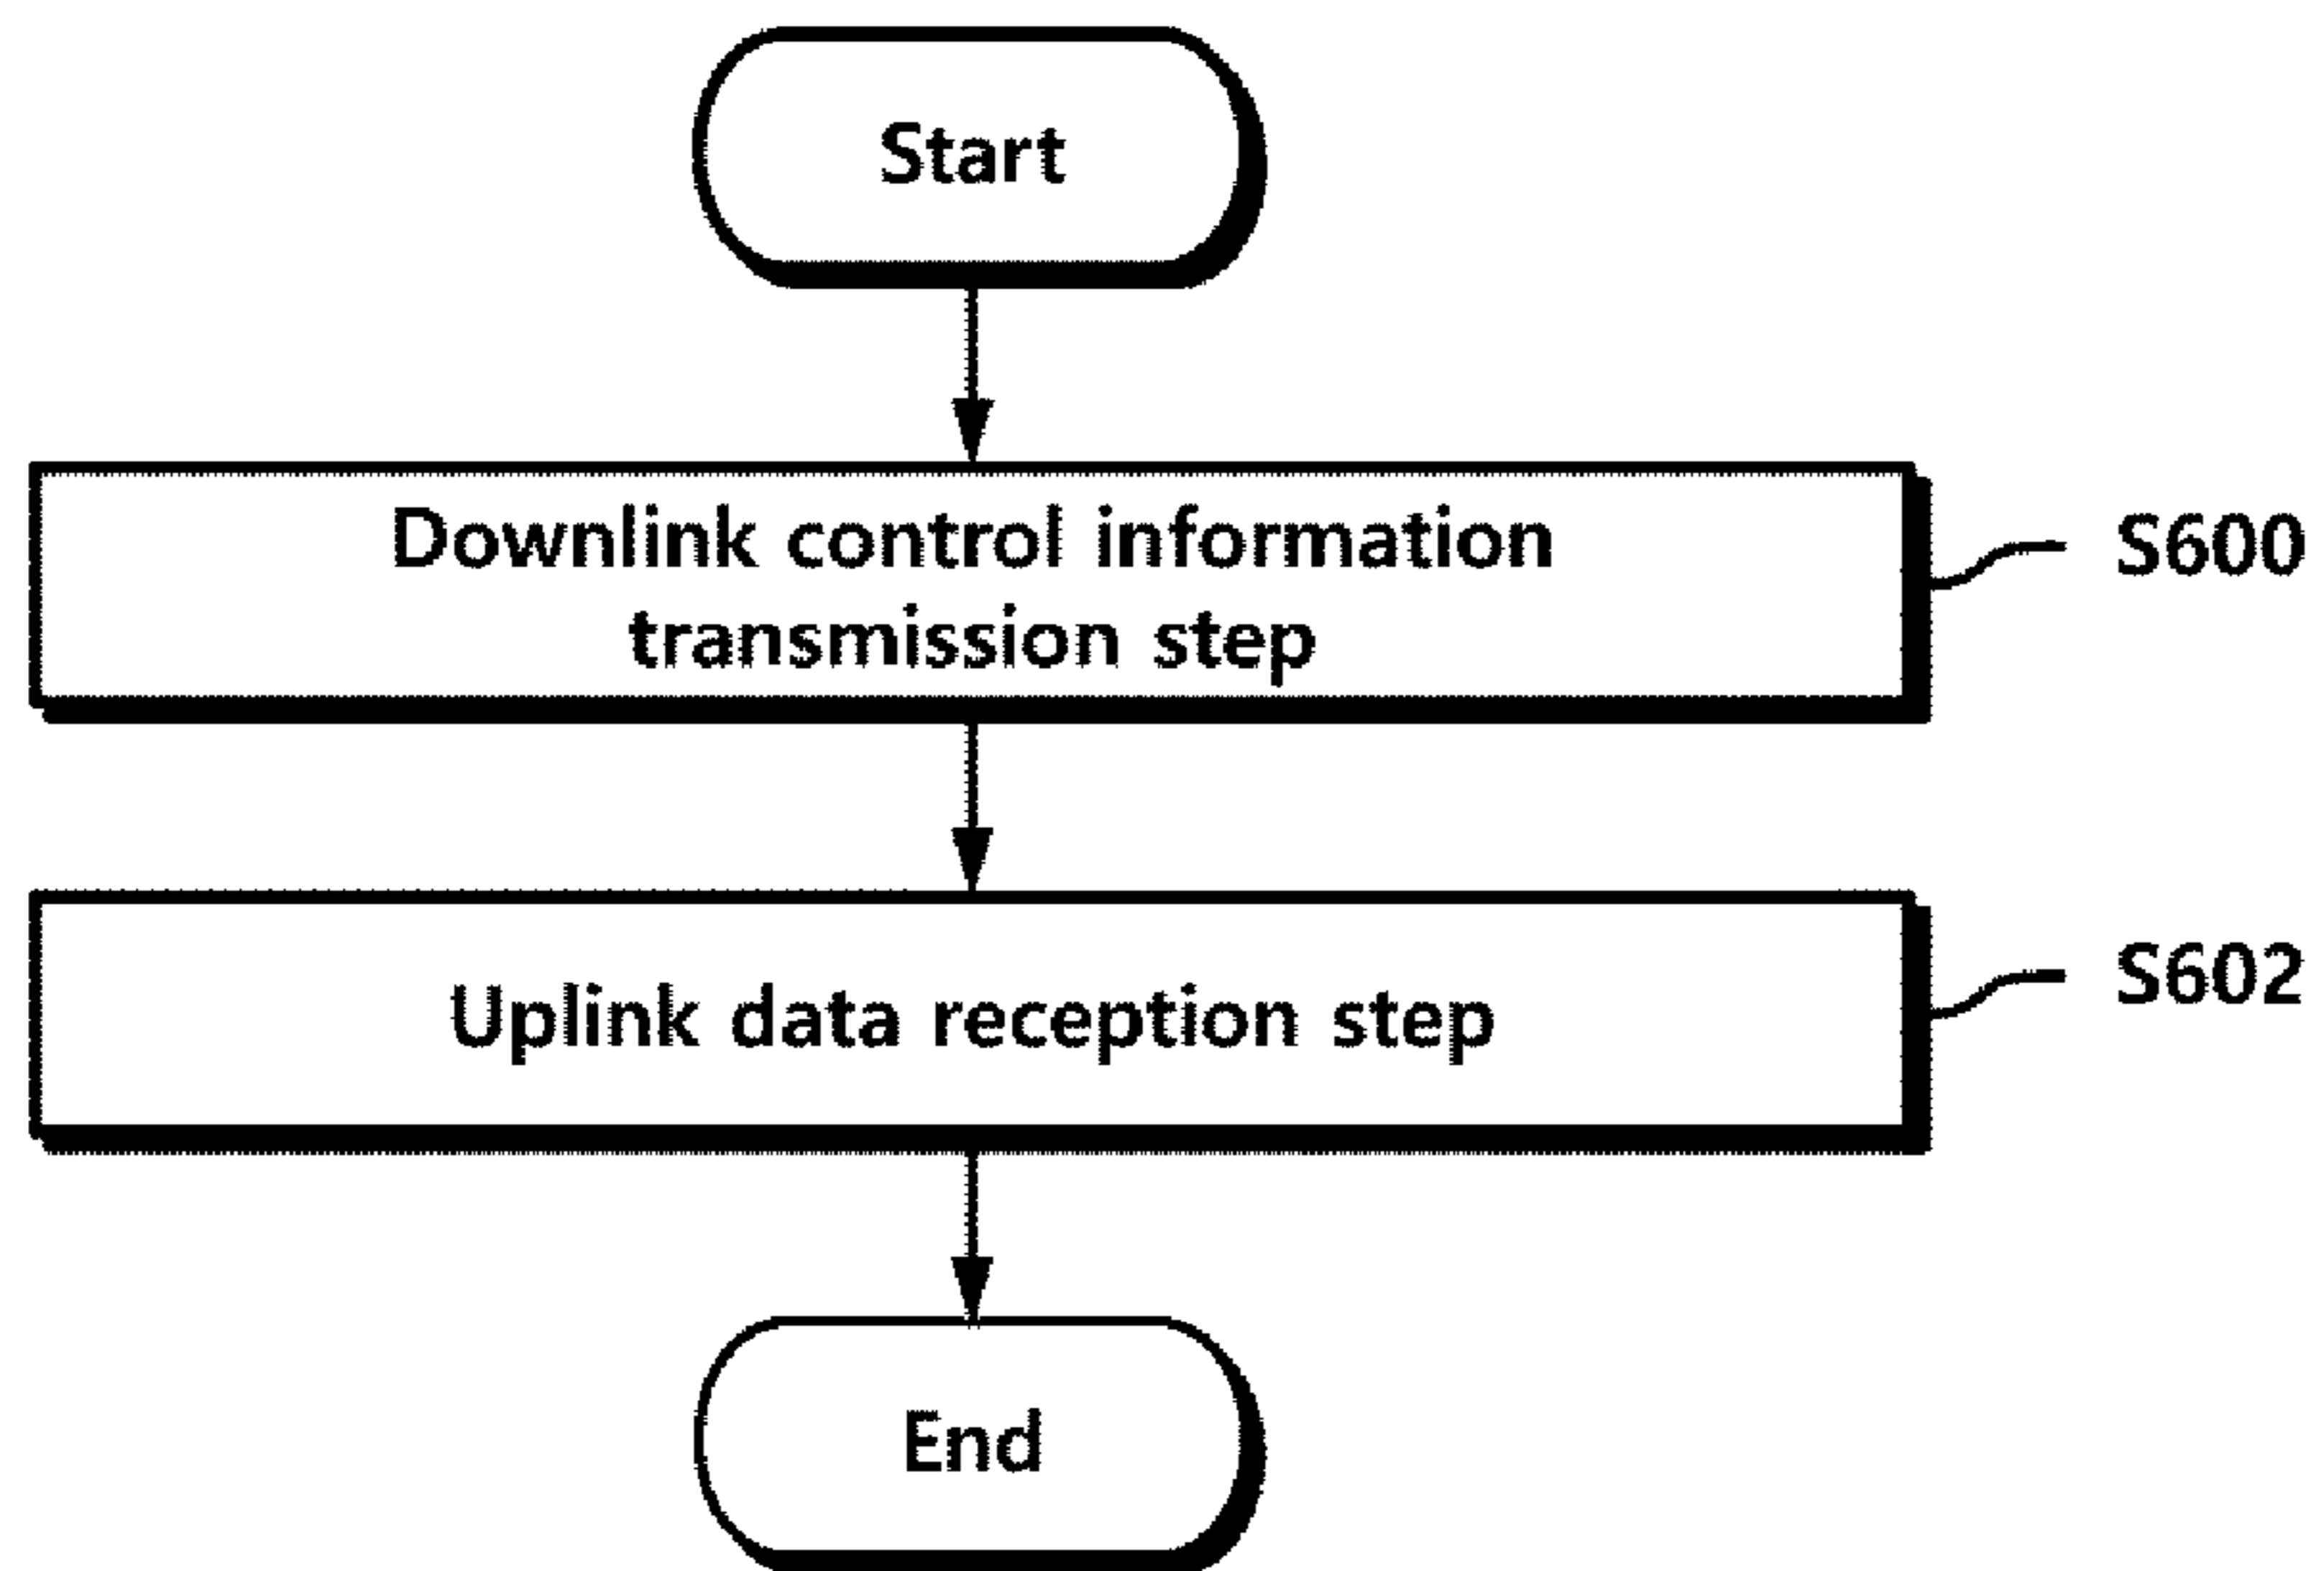 Start
Downlink control information
transmission step
S600
Uplink data reception step
S602
End